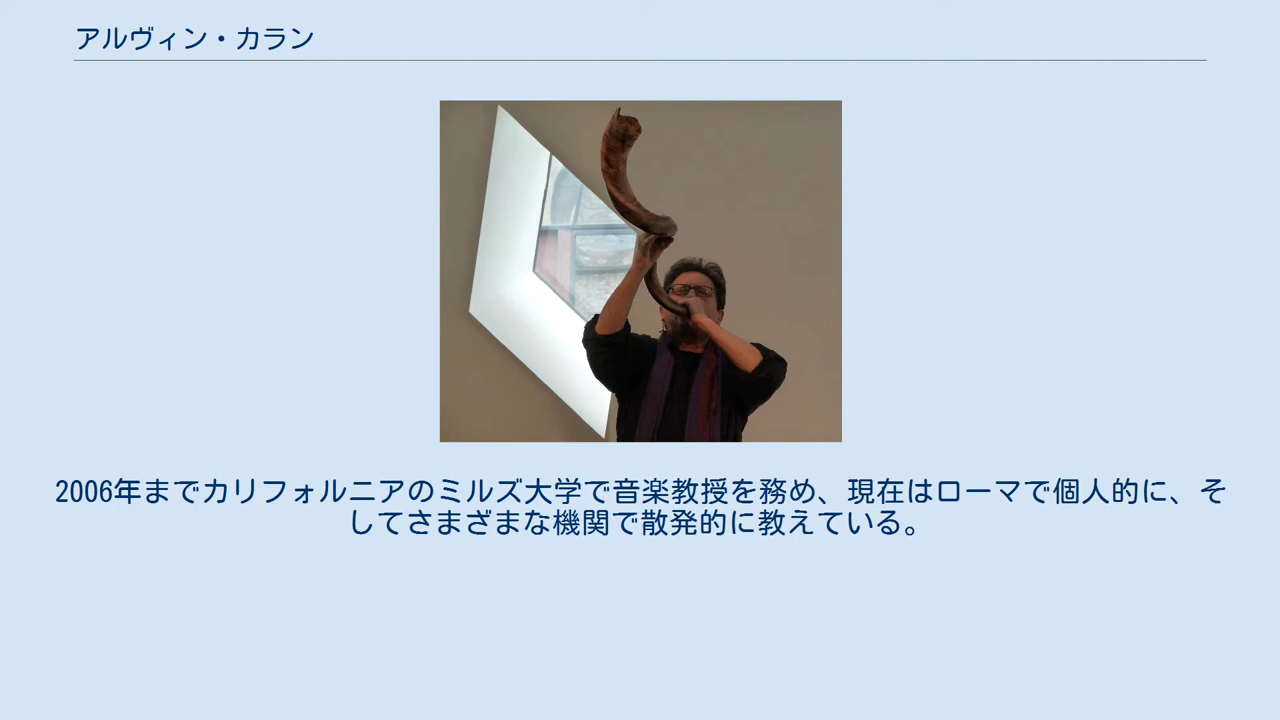 アルヴィン・カラン
2006年までカリフォルニアのミルズ大学で音楽教授を務め、現在はローマで個人的に、そ
してさまざまな機関で散発的に教えている。